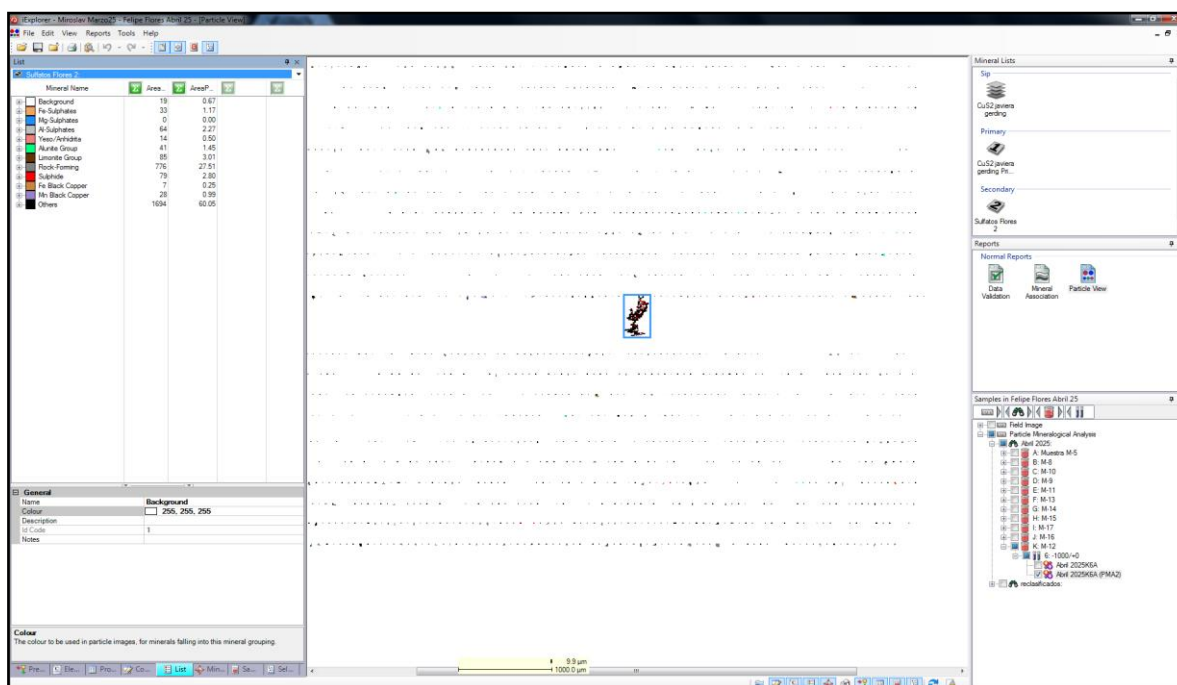 iExplorer - Miroslav Marzo25 - Felipe Flores Abril 25 - [Particle View]
File Edit View Reports Tools Help
List
Sulfatos Flores 2:
Mineral Name Area... AreaP...
Background 19 0.67
Fe-Sulphates 33 1.17
Mg-Sulphates 0 0.00
Al-Sulphates 64 2.27
Yeso/Anhidrita 14 0.50
Alunite Group 41 1.45
Limonite Group 85 3.01
Rock-Forming 776 27.51
Sulphide 79 2.80
Fe Black Copper 7 0.25
Mn Black Copper 28 0.99
Others 1694 60.05
General
Name Background
Colour 255, 255, 255
Description
Id Code 1
Notes
Colour
The colour to be used in particle images, for minerals falling into this mineral grouping.
Pre... Ele... Pro... Co... List Min... Sa... Sel...
9.9 µm
1000.0 µm
Mineral Lists
Sip
CuS2 javiera
gerding
Primary
CuS2 javiera
gerding Pri...
Secondary
Sulfatos Flores
2
Reports
Normal Reports
Data
Validation
Mineral
Association
Particle View
Samples in Felipe Flores Abril 25
Field Image
Particle Mineralogical Analysis
Abril 2025:
A: Muestra M-5
B: M-8
C: M-10
D: M-9
E: M-11
F: M-13
G: M-14
H: M-15
I: M-17
J: M-16
K: M-12
6: -1000/+0
Abril 2025K6A
Abril 2025K6A (PMA2)
reclasificados: